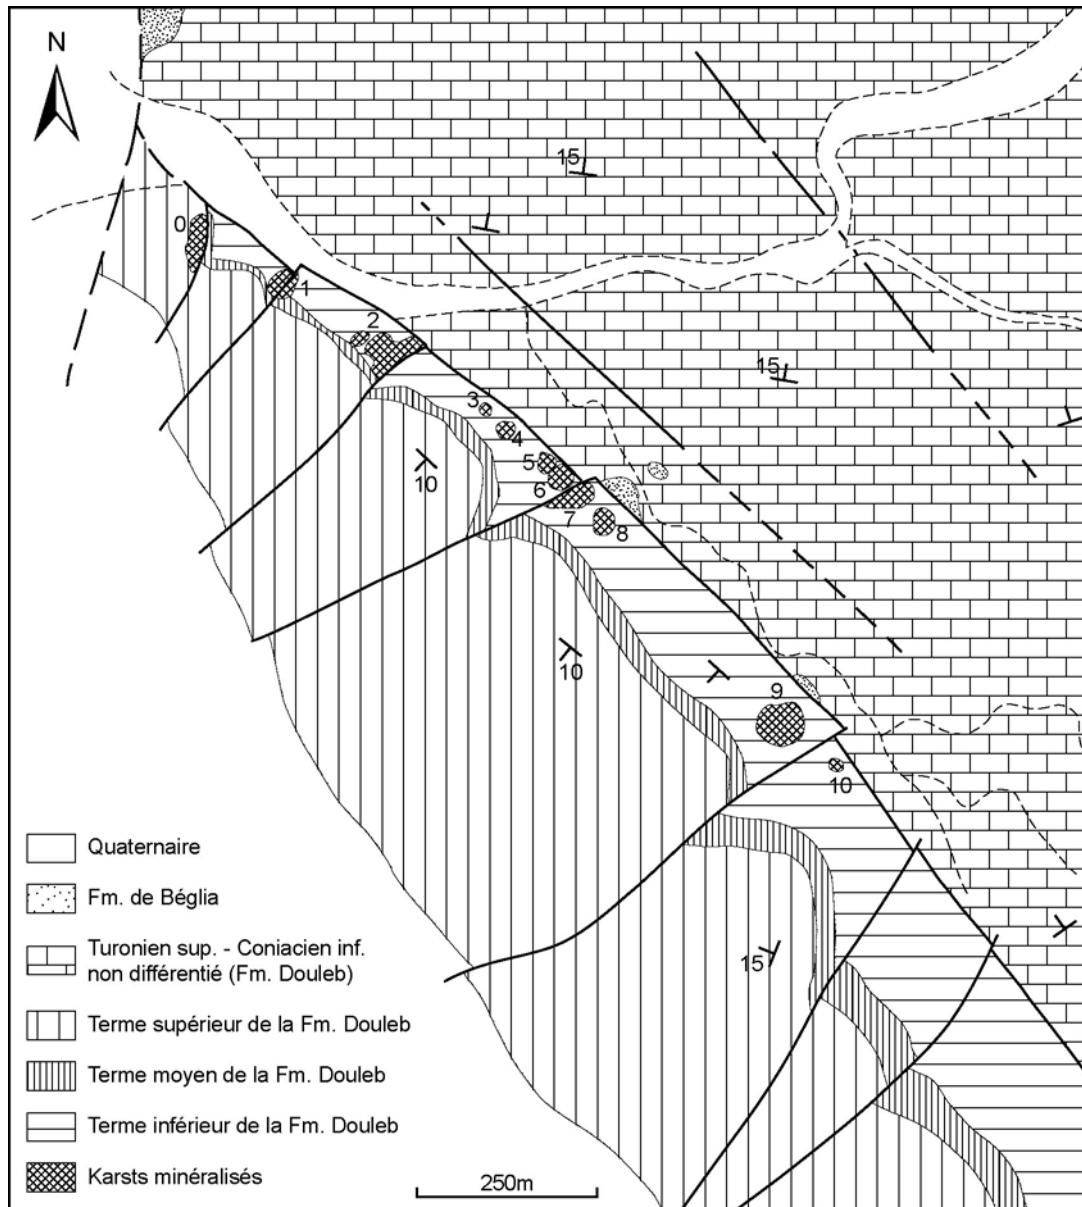 N
15
0
1
2
15
3
4
10
5
6
7
8
10
9
10
15
Quaternaire
Fm. de Béglia
Turonien sup. - Coniacien inf.
non différentié (Fm. Douleb)
Terme supérieur de la Fm. Douleb
Terme moyen de la Fm. Douleb
Terme inférieur de la Fm. Douleb
Karsts minéralisés
250m